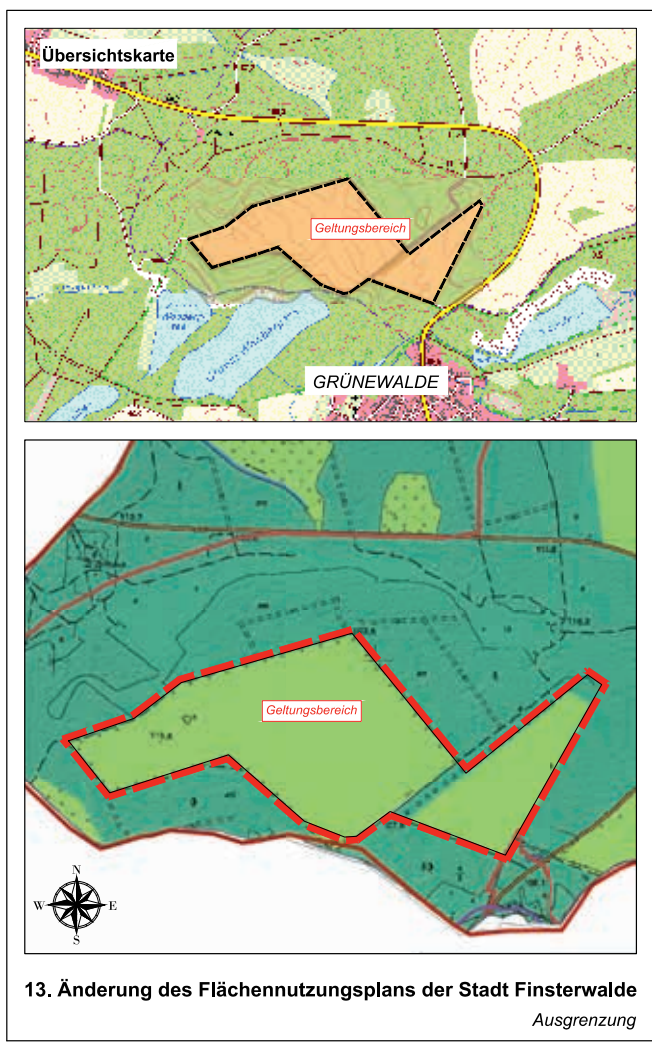 Übersichtskarte
Geltungsbereich
GRÜNEWALDE
Geltungsbereich
N
W E
S
13. Änderung des Flächennutzungsplans der Stadt Finsterwalde
Ausgrenzung